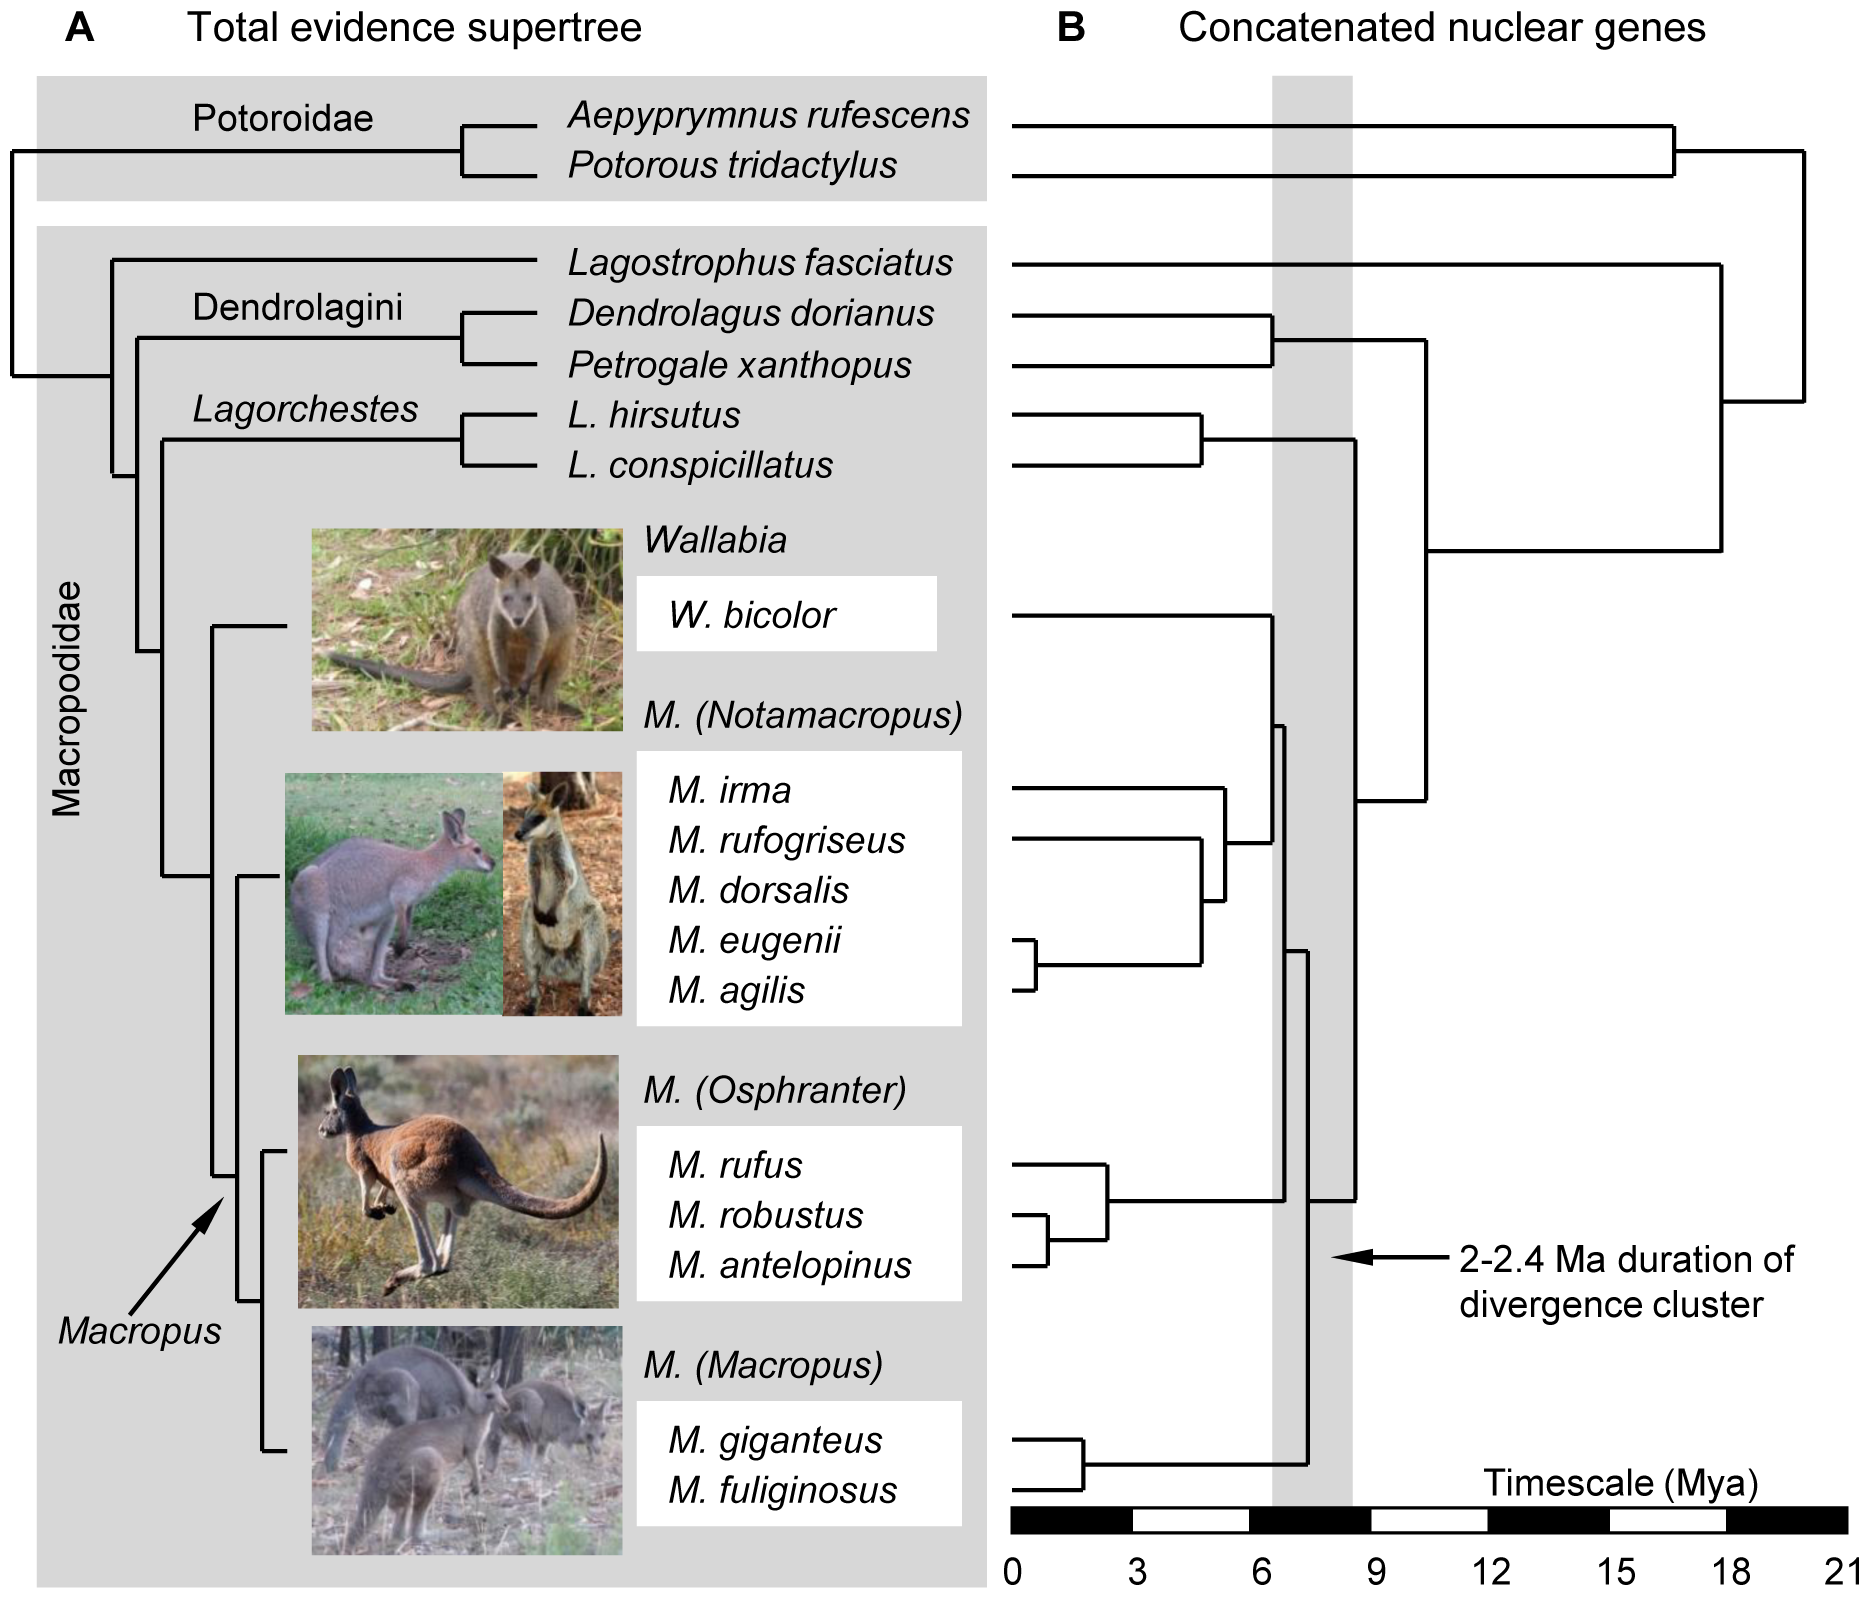 A Total evidence supertree
B Concatenated nuclear genes
Potoroidae
Aepyprymnus rufescens
Potorous tridactylus
Lagostrophus fasciatus
Dendrolagini
Dendrolagus dorianus
Petrogale xanthopus
Lagorchestes
L. hirsutus
L. conspicillatus
Macropodidae
Wallabia
W. bicolor
M. (Notamacropus)
M. irma
M. rufogriseus
M. dorsalis
M. eugenii
M. agilis
M. (Osphranter)
M. rufus
M. robustus
M. antelopinus
Macropus
M. (Macropus)
M. giganteus
M. fuliginosus
2-2.4 Ma duration of
divergence cluster
Timescale (Mya)
0 3 6 9 12 15 18 21